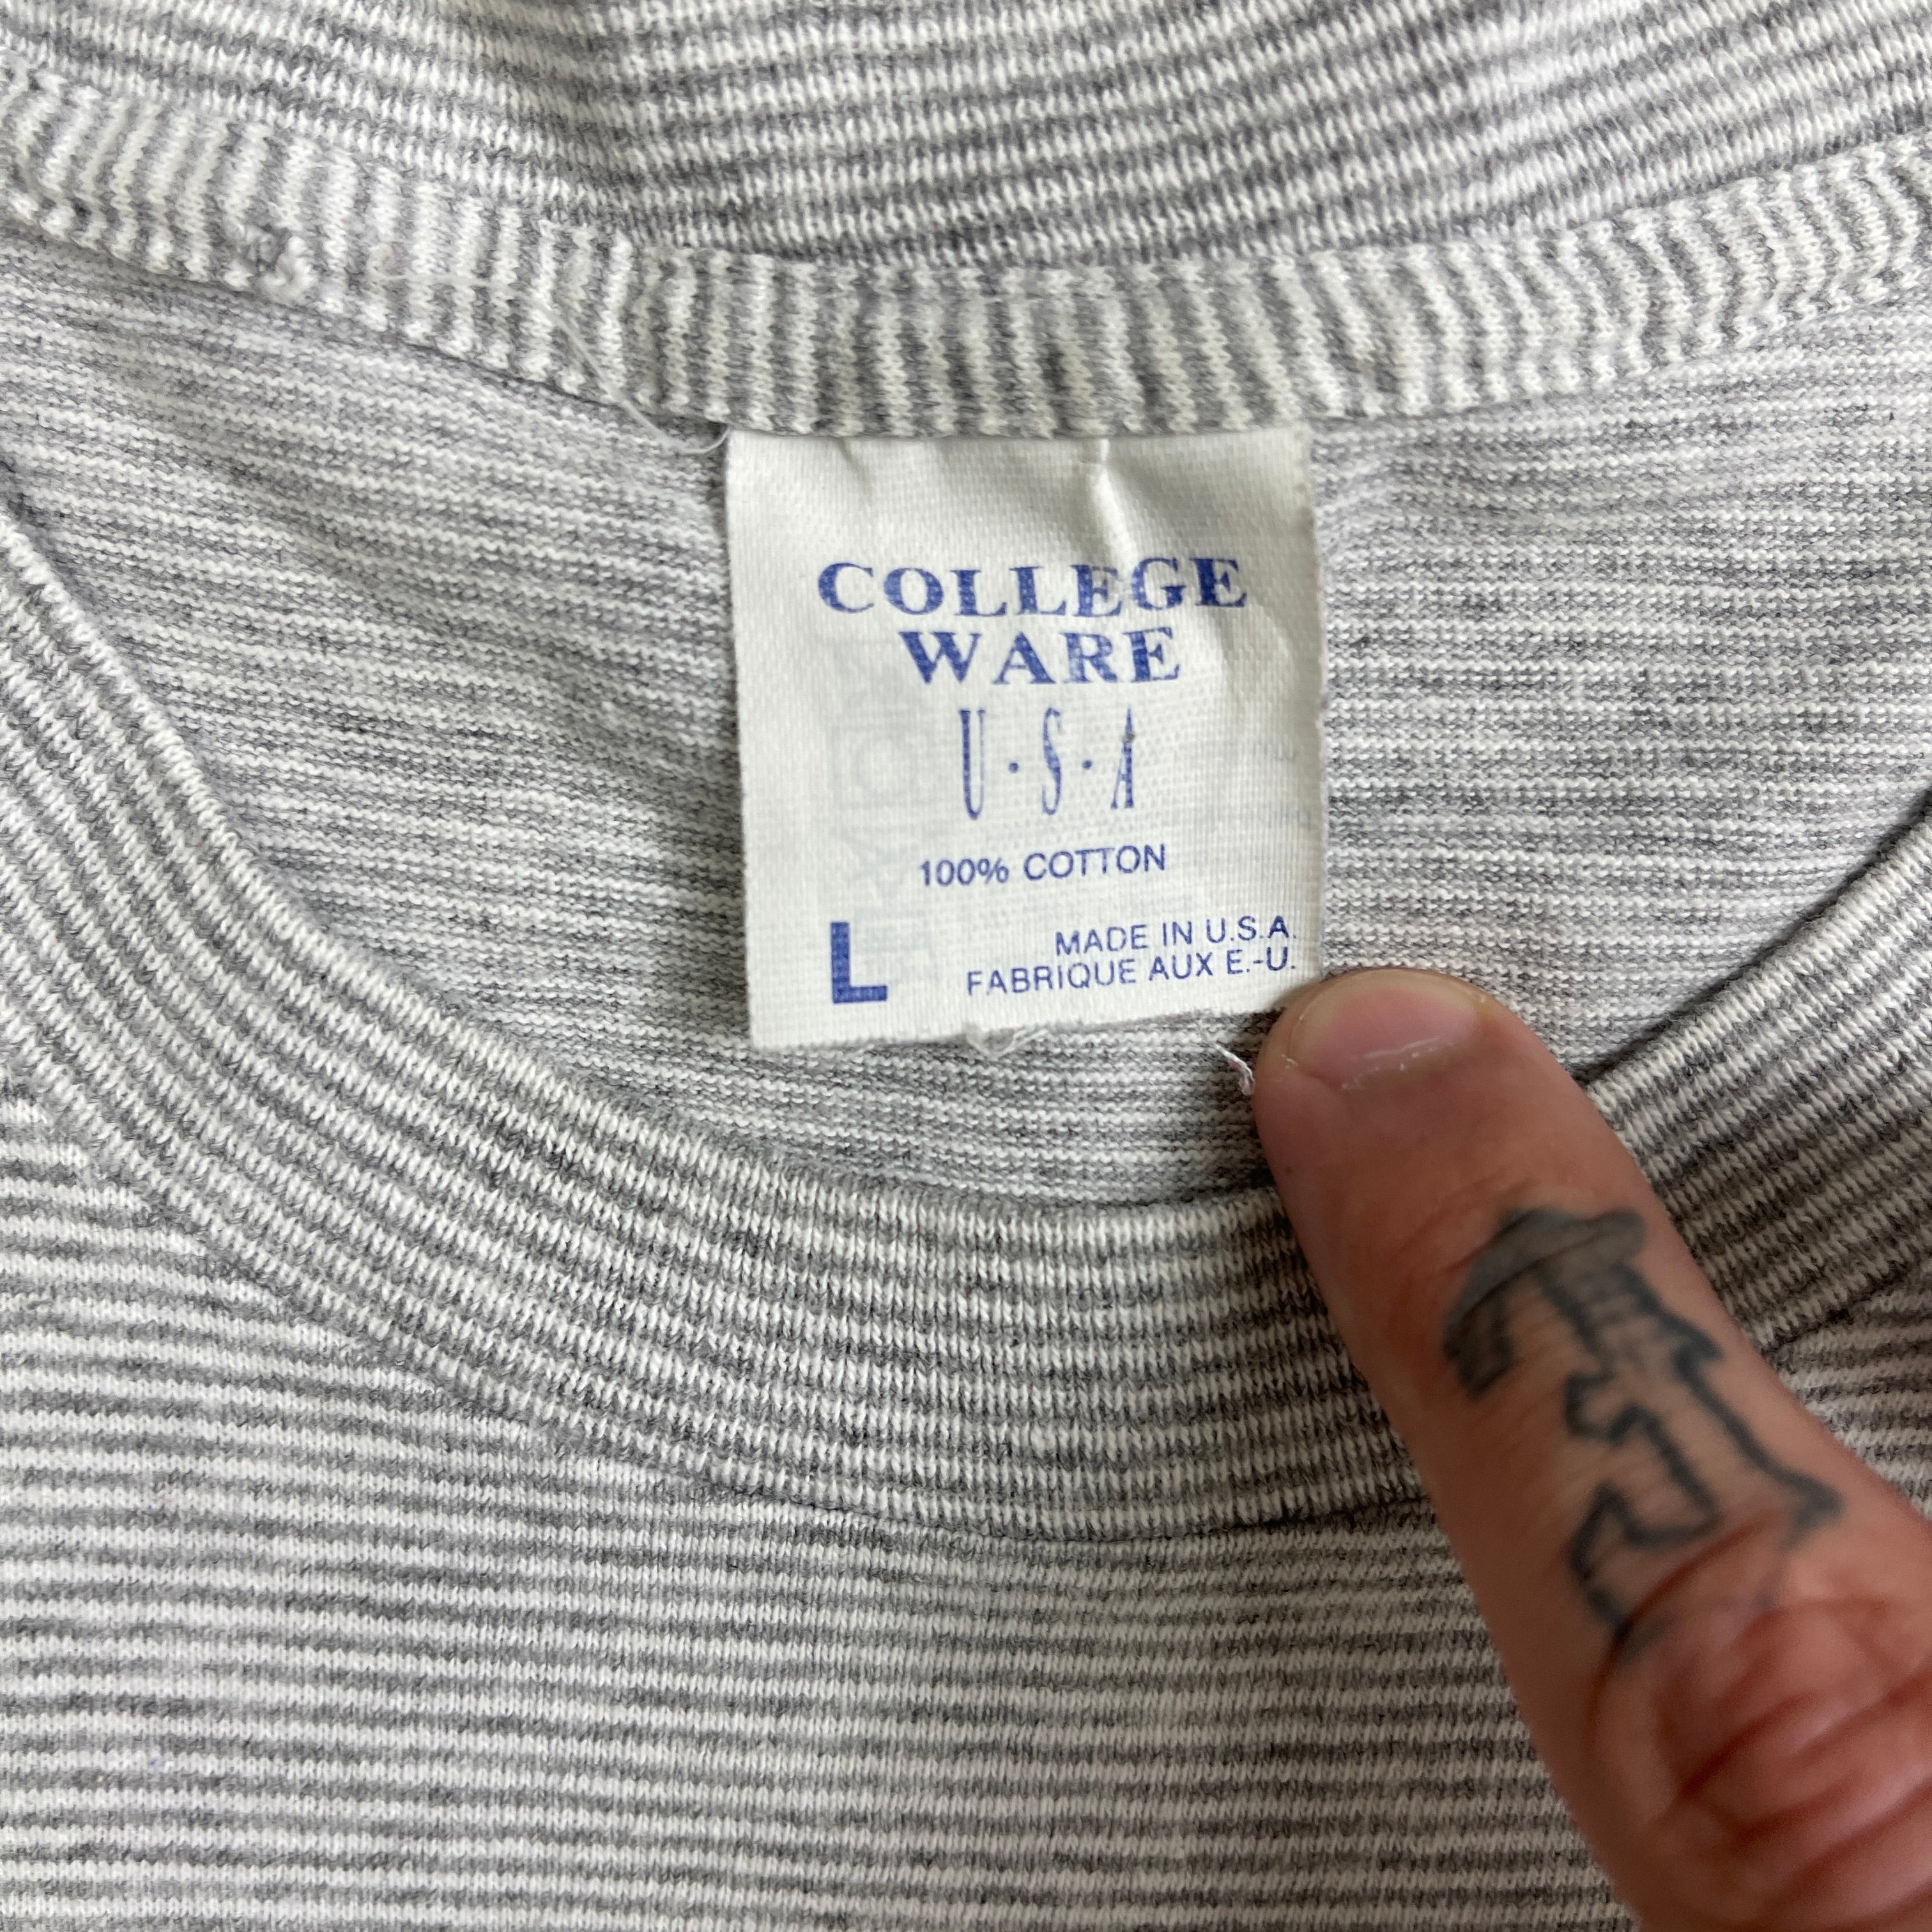 COLLEGE
WARE
U·S·A
100% COTTON
L
MADE IN U.S.A.
FABRIQUE AUX E.-U.